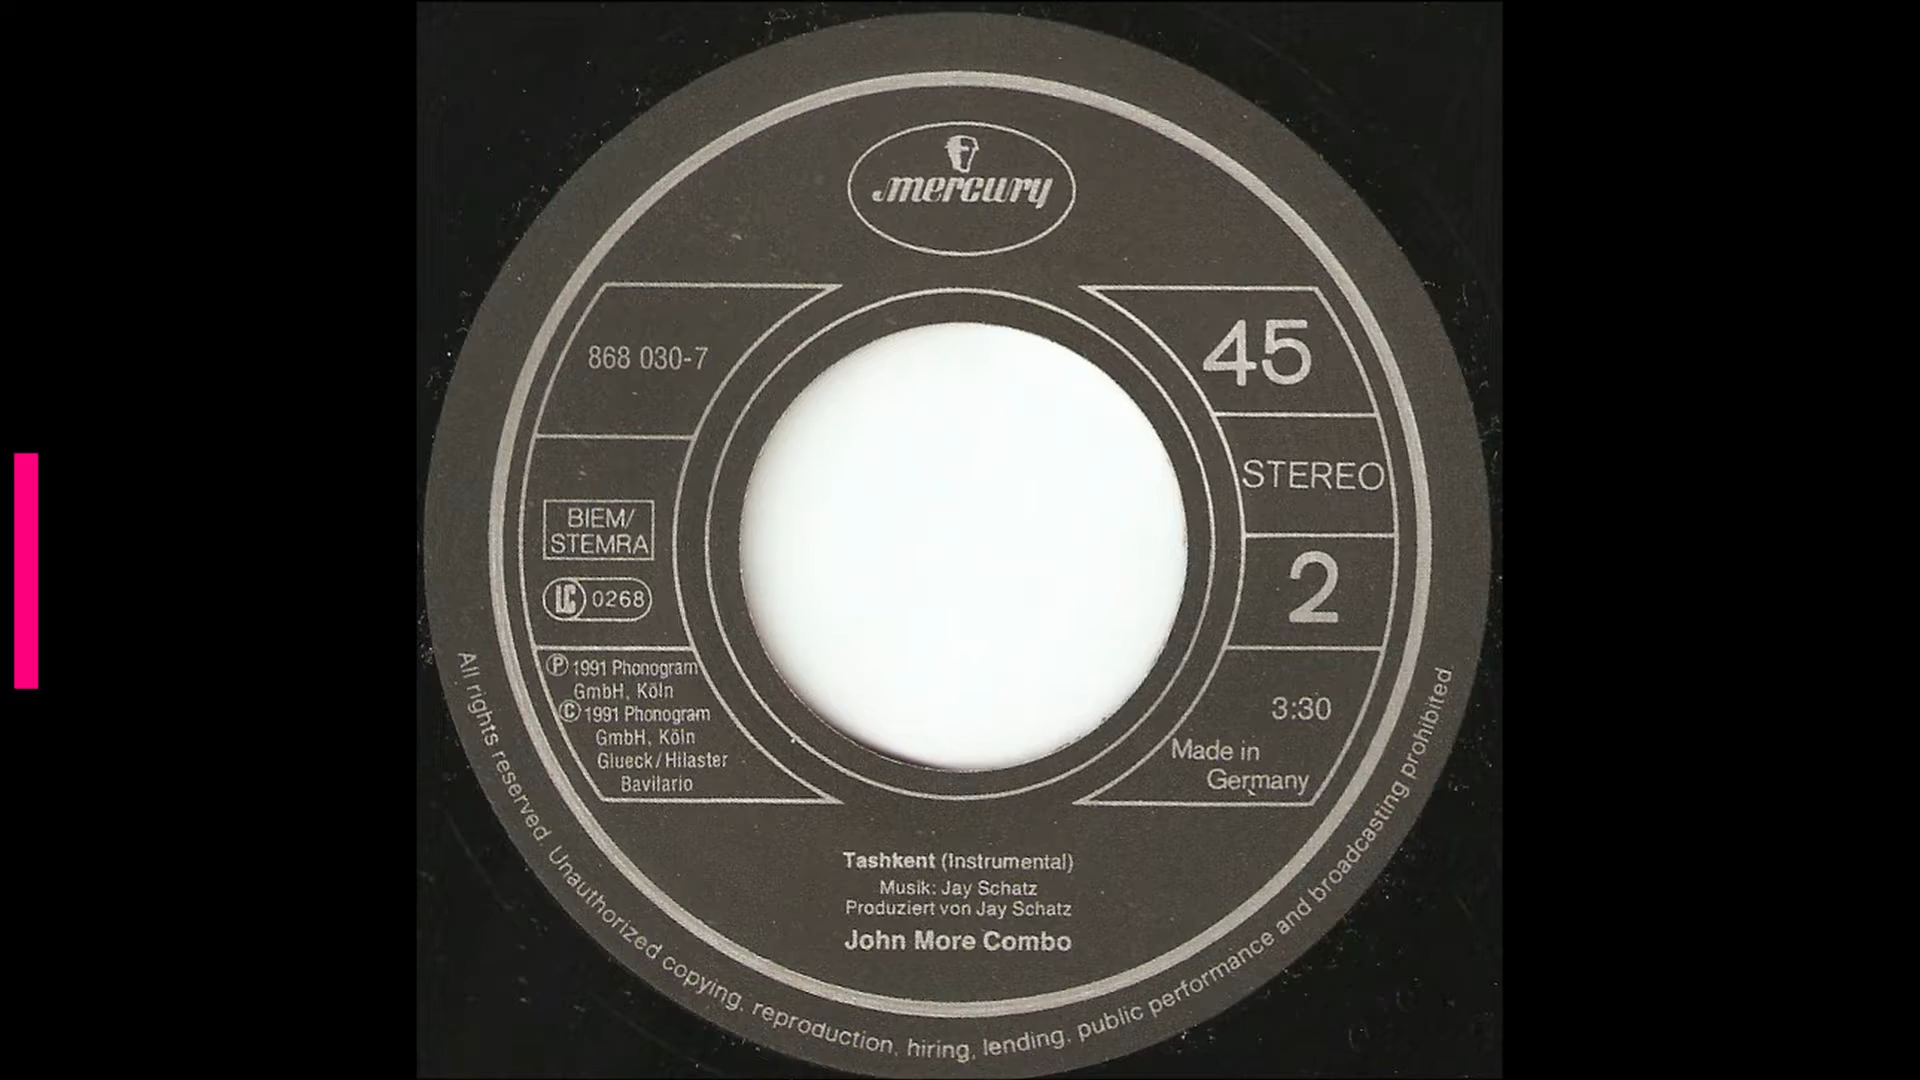 mercury
868 030-7
BIEM/
STEMRA
LC 0268
℗ 1991 Phonogram
GmbH, Köln
© 1991 Phonogram
GmbH, Köln
Glueck/Hilaster
Bavilario
45
STEREO
2
3:30
Made in
Germany
Tashkent (Instrumental)
Musik: Jay Schatz
Produziert von Jay Schatz
John More Combo
All rights reserved. Unauthorized copying, reproduction, hiring, lending, public performance and broadcasting prohibited.